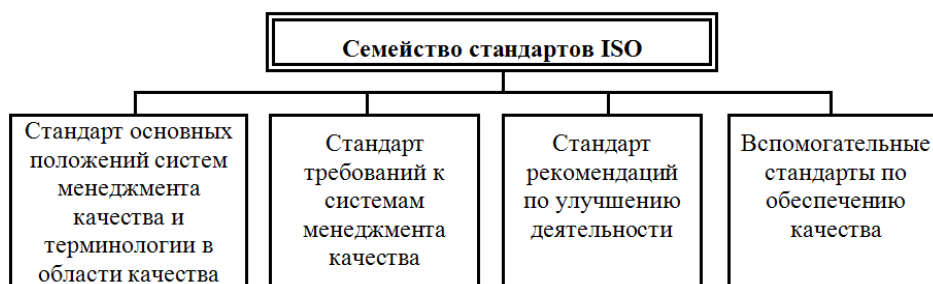 Семейство стандартов ISO
Стандарт основных
положений систем
менеджмента
качества и
терминологии в
области качества
Стандарт
требований к
системам
менеджмента
качества
Стандарт
рекомендаций
по улучшению
деятельности
Вспомогательные
стандарты по
обеспечению
качества